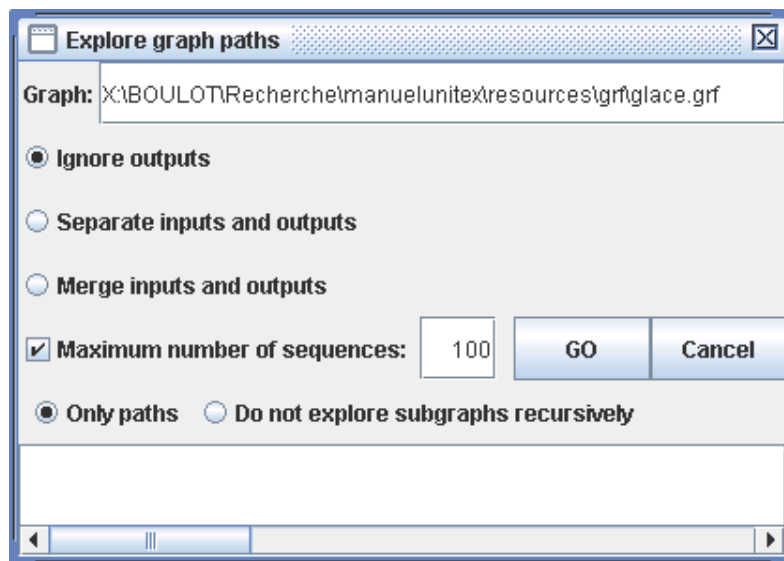 Explore graph paths
Graph: X:\BOULOT\Recherche\manuelunitex\resources\grf\glace.grf
Ignore outputs
Separate inputs and outputs
Merge inputs and outputs
Maximum number of sequences: 100 GO Cancel
Only paths Do not explore subgraphs recursively